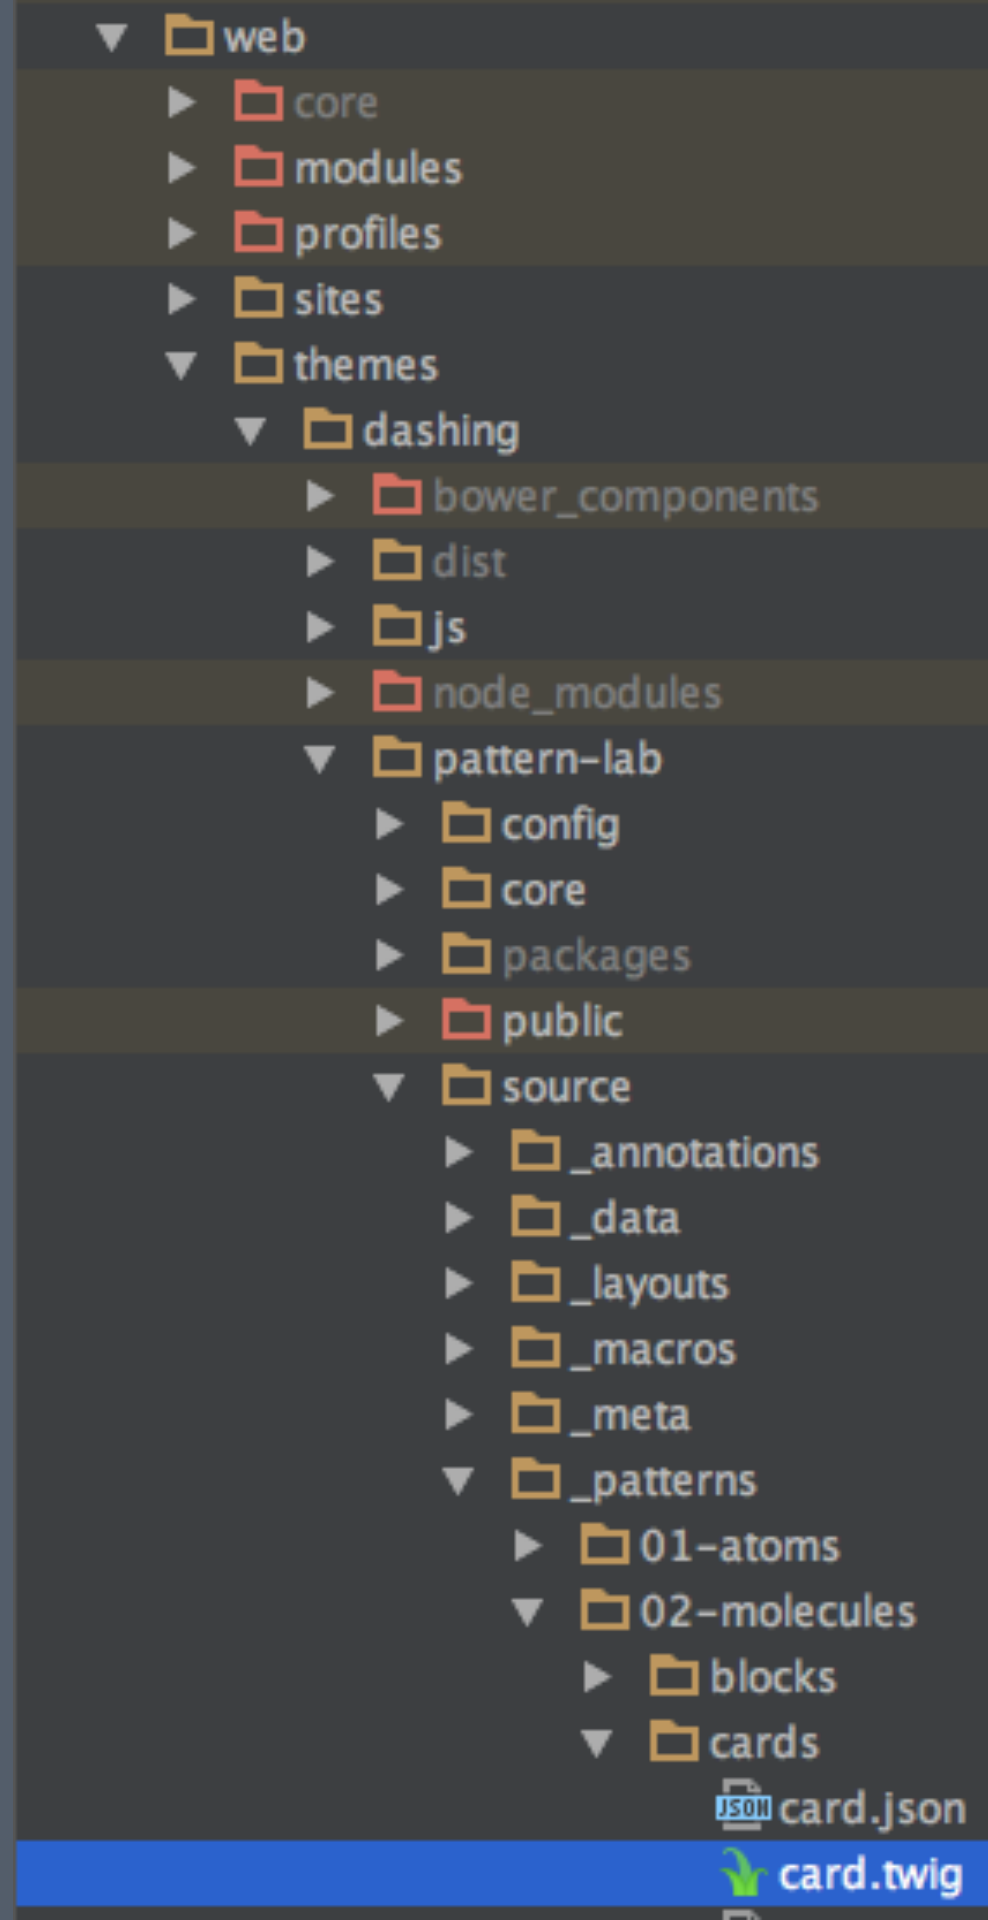 web
core
modules
profiles
sites
themes
dashing
bower_components
dist
js
node_modules
pattern-lab
config
core
packages
public
source
_annotations
_data
_layouts
_macros
_meta
_patterns
01-atoms
02-molecules
blocks
cards
JSON card.json
card.twig